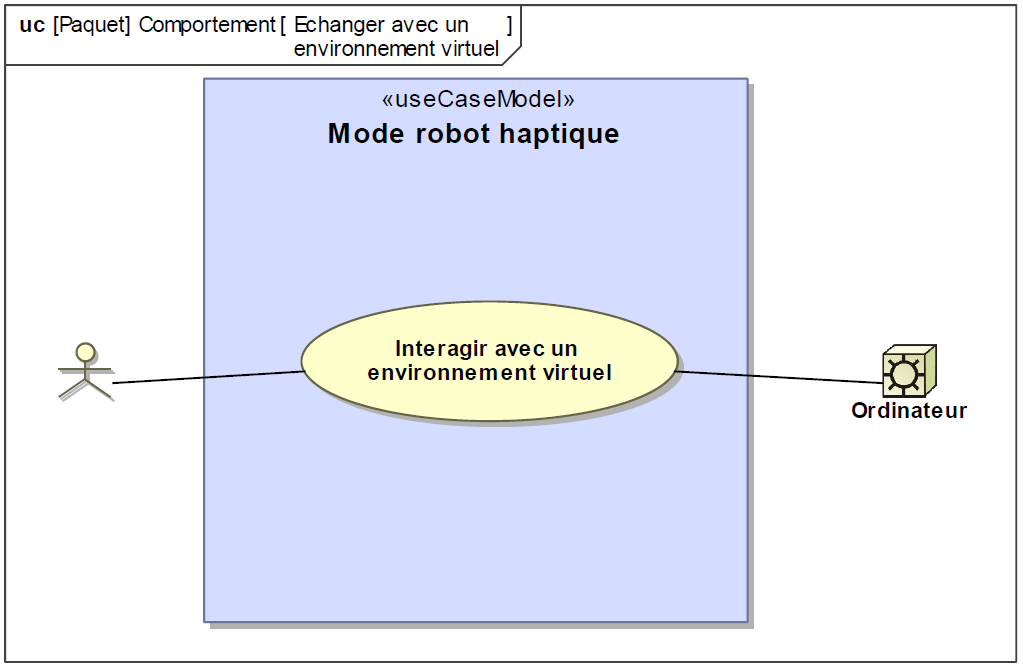 uc [Paquet] Comportement [ Echanger avec un ]
environnement virtuel
«useCaseModel»
Mode robot haptique
Interagir avec un
environnement virtuel
Ordinateur